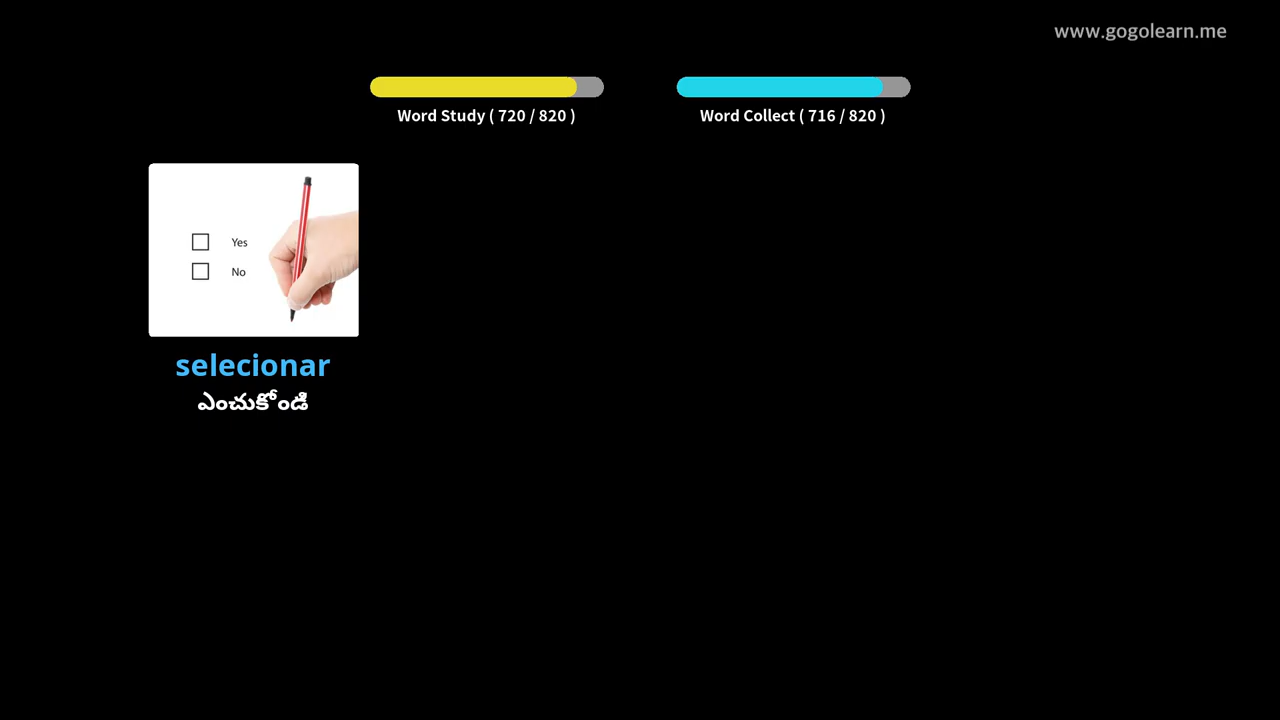 www.gogolearn.me
Word Study ( 720 / 820 )
Word Collect ( 716 / 820 )
Yes
No
selecionar
ఎంచుకోండి